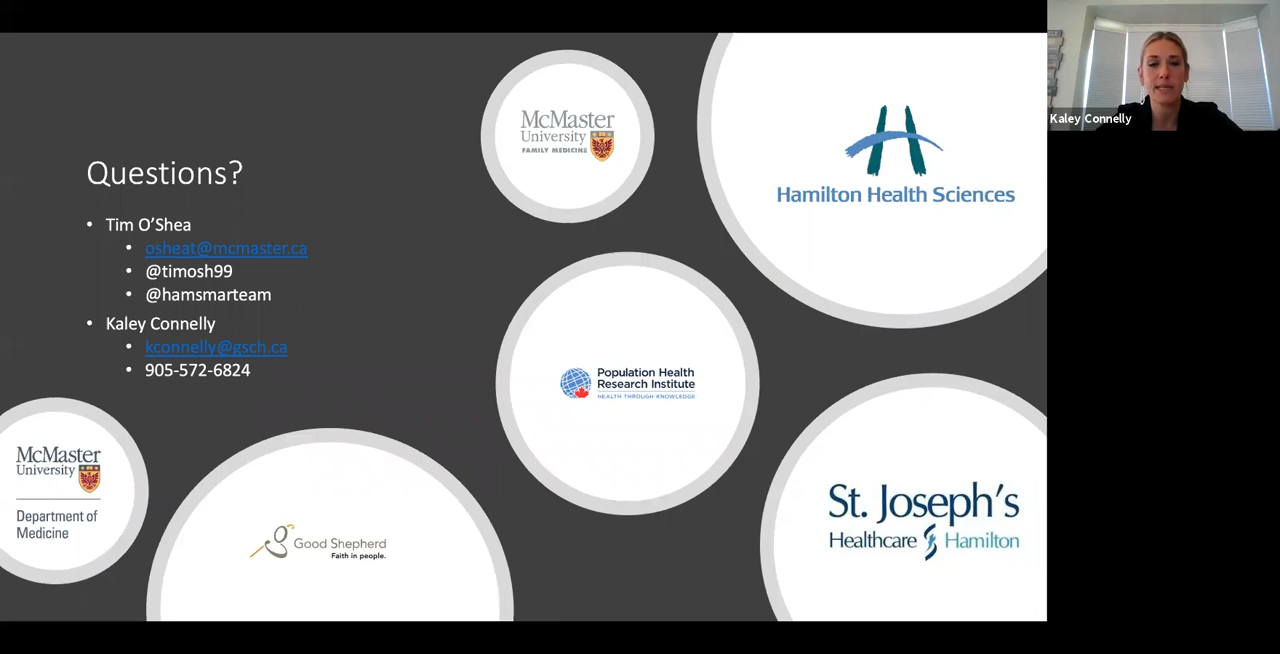 Questions?
• Tim O’Shea
• osheat@mcmaster.ca
• @timosh99
• @hamsmarteam
• Kaley Connelly
• kconnelly@gsch.ca
• 905-572-6824
McMaster
University
FAMILY MEDICINE
Hamilton Health Sciences
Population Health
Research Institute
HEALTH THROUGH KNOWLEDGE
McMaster
University
Department of
Medicine
Good Shepherd
Faith in people.
St. Joseph's
Healthcare Hamilton
Kaley Connelly